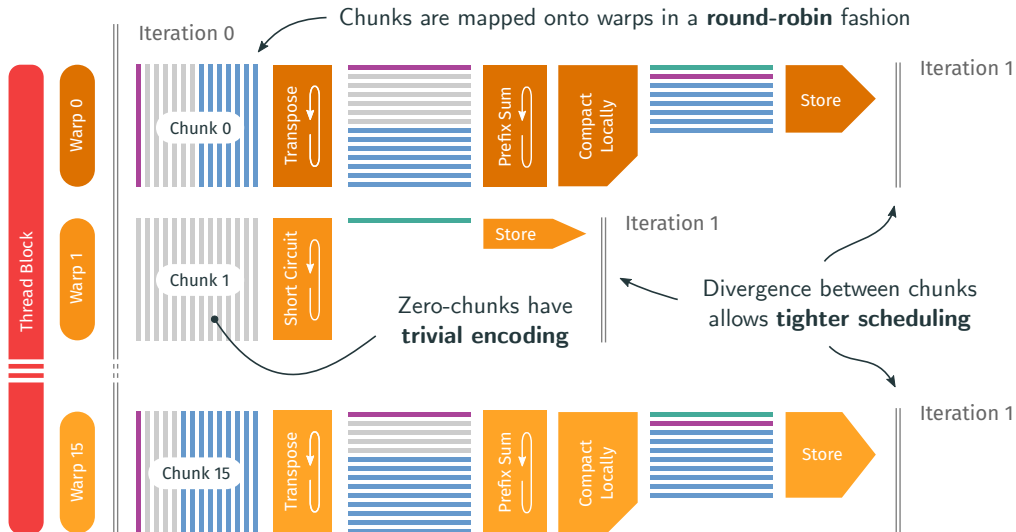 Chunks are mapped onto warps in a round-robin fashion
Iteration 0
Iteration 1
Thread Block
Warp 0
Chunk 0
Transpose
Prefix Sum
Compact
Locally
Store
Warp 1
Chunk 1
Short Circuit
Store
Iteration 1
Zero-chunks have
trivial encoding
Divergence between chunks
allows tighter scheduling
Warp 15
Chunk 15
Transpose
Prefix Sum
Compact
Locally
Store
Iteration 1